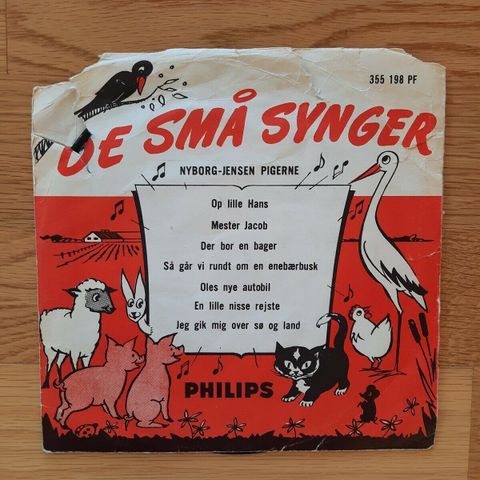 355 198 PF
DE SMÅ SYNGER
NYBORG-JENSEN PIGERNE
Op lille Hans
Mester Jacob
Der bor en bager
Så går vi rundt om en enebærbusk
Oles nye autobil
En lille nisse rejste
Jeg gik mig over sø og land
PHILIPS